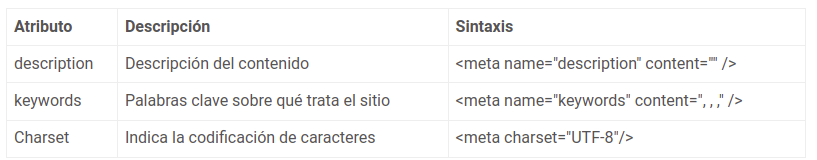 Atributo Descripción Sintaxis
description Descripción del contenido <meta name="description" content="" />
keywords Palabras clave sobre qué trata el sitio <meta name="keywords" content=", , ," />
Charset Indica la codificación de caracteres <meta charset="UTF-8"/>